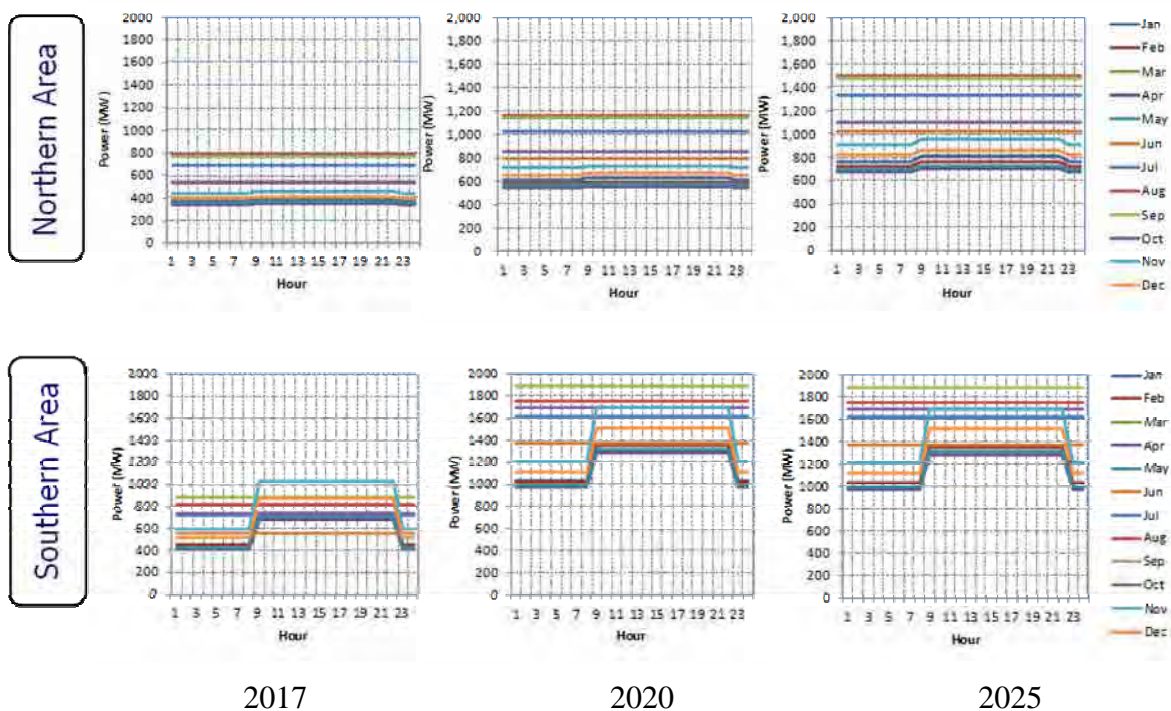 Northern Area
Power (MW)
2000
1800
1600
1400
1200
1000
800
600
400
200
0
1 3 5 7 9 11 13 15 17 19 21 23
Hour
Power (MW)
2,000
1,800
1,600
1,400
1,200
1,000
800
600
400
200
0
1 3 5 7 9 11 13 15 17 19 21 23
Hour
Power (MW)
2,000
1,800
1,600
1,400
1,200
1,000
800
600
400
200
0
1 3 5 7 9 11 13 15 17 19 21 23
Hour
Jan
Feb
Mar
Apr
May
Jun
Jul
Aug
Sep
Oct
Nov
Dec
Southern Area
Power (MW)
2000
1800
1600
1400
1200
1000
800
600
400
200
0
1 3 5 7 9 11 13 15 17 19 21 23
Hour
Power (MW)
2000
1800
1600
1400
1200
1000
800
600
400
200
0
1 3 5 7 9 11 13 15 17 19 21 23
Hour
Power (MW)
2000
1800
1600
1400
1200
1000
800
600
400
200
0
1 3 5 7 9 11 13 15 17 19 21 23
Hour
Jan
Feb
Mar
Apr
May
Jun
Jul
Aug
Sep
Oct
Nov
Dec
2017 2020 2025